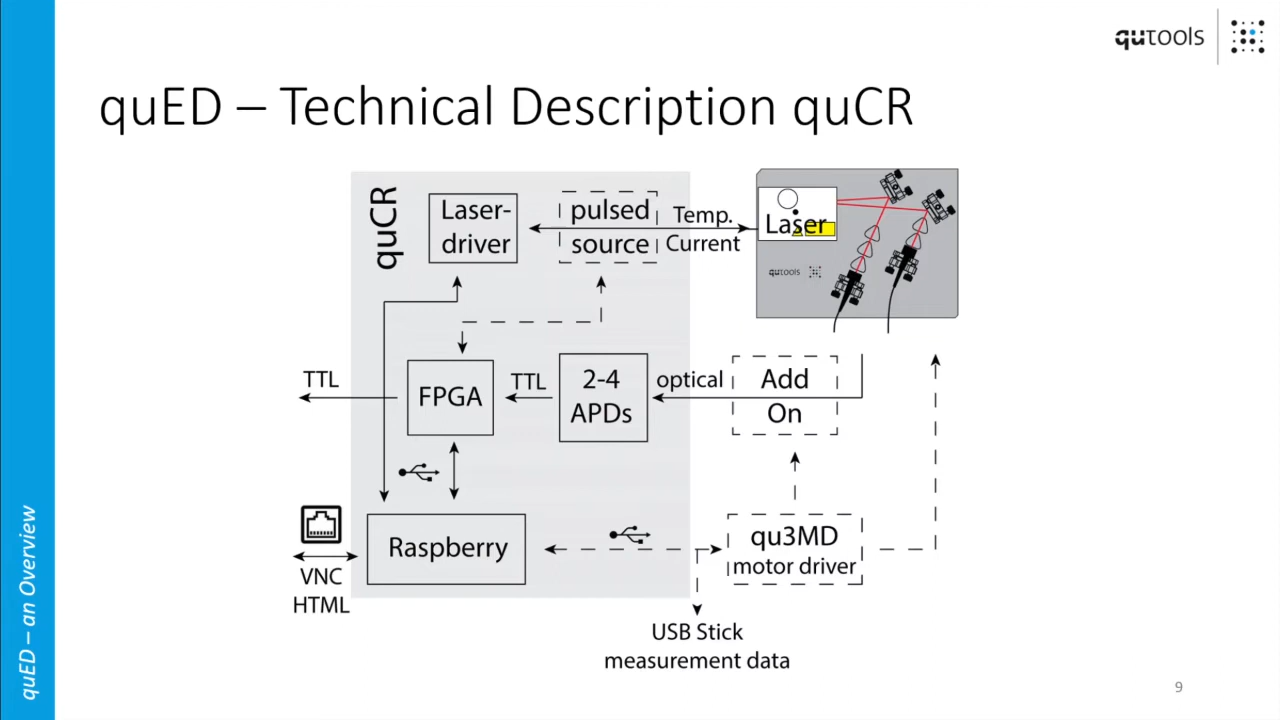 qutools
quED – Technical Description quCR
quCR
Laser-
driver
pulsed
source
Temp.
Current
Laser
qutools
TTL
FPGA
TTL
2-4
APDs
optical
Add
On
Raspberry
VNC
HTML
qu3MD
motor driver
USB Stick
measurement data
quED – an Overview
9